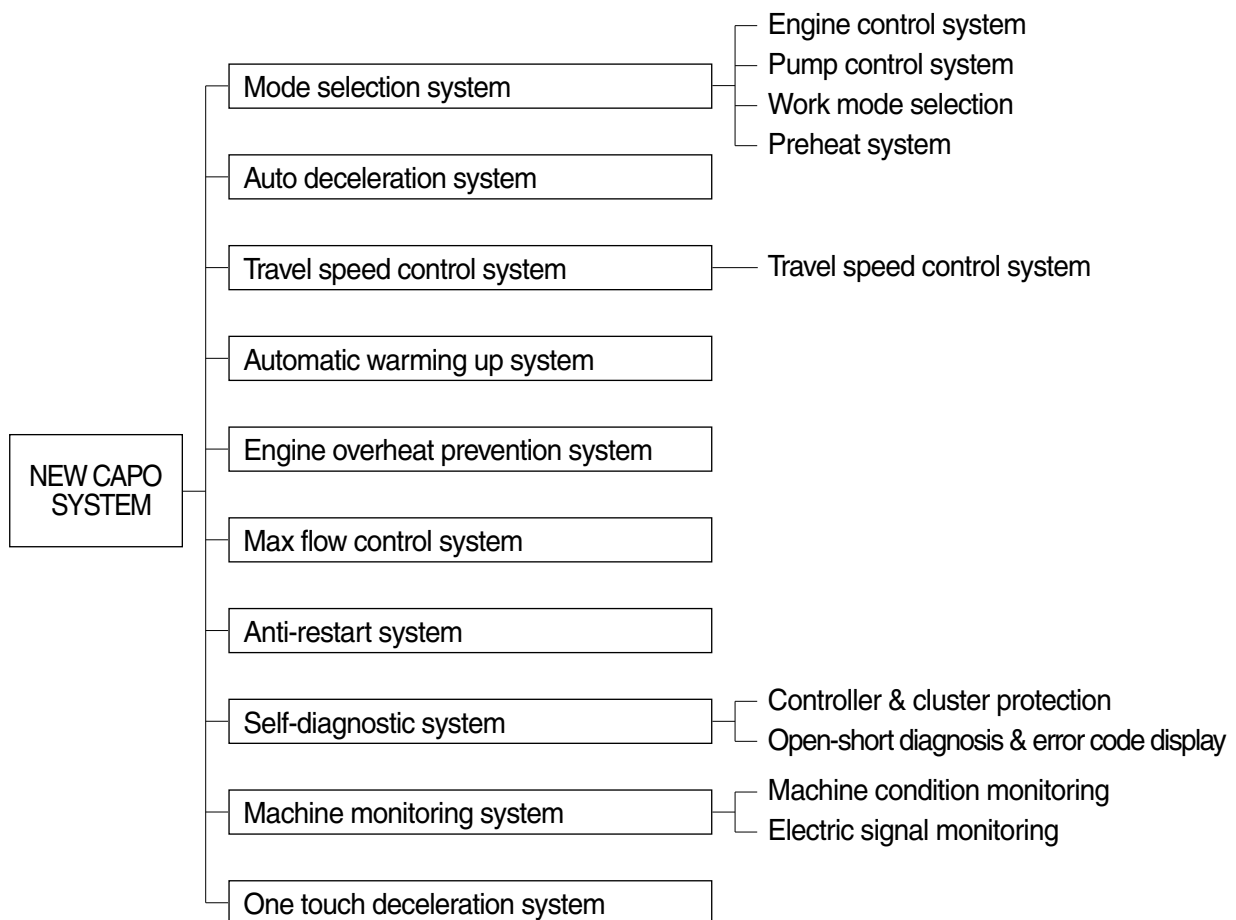 Engine control system
Mode selection system
Pump control system
Work mode selection
Preheat system
Auto deceleration system
Travel speed control system
Travel speed control system
Automatic warming up system
Engine overheat prevention system
NEW CAPO
SYSTEM
Max flow control system
Anti-restart system
Self-diagnostic system
Controller & cluster protection
Open-short diagnosis & error code display
Machine monitoring system
Machine condition monitoring
Electric signal monitoring
One touch deceleration system